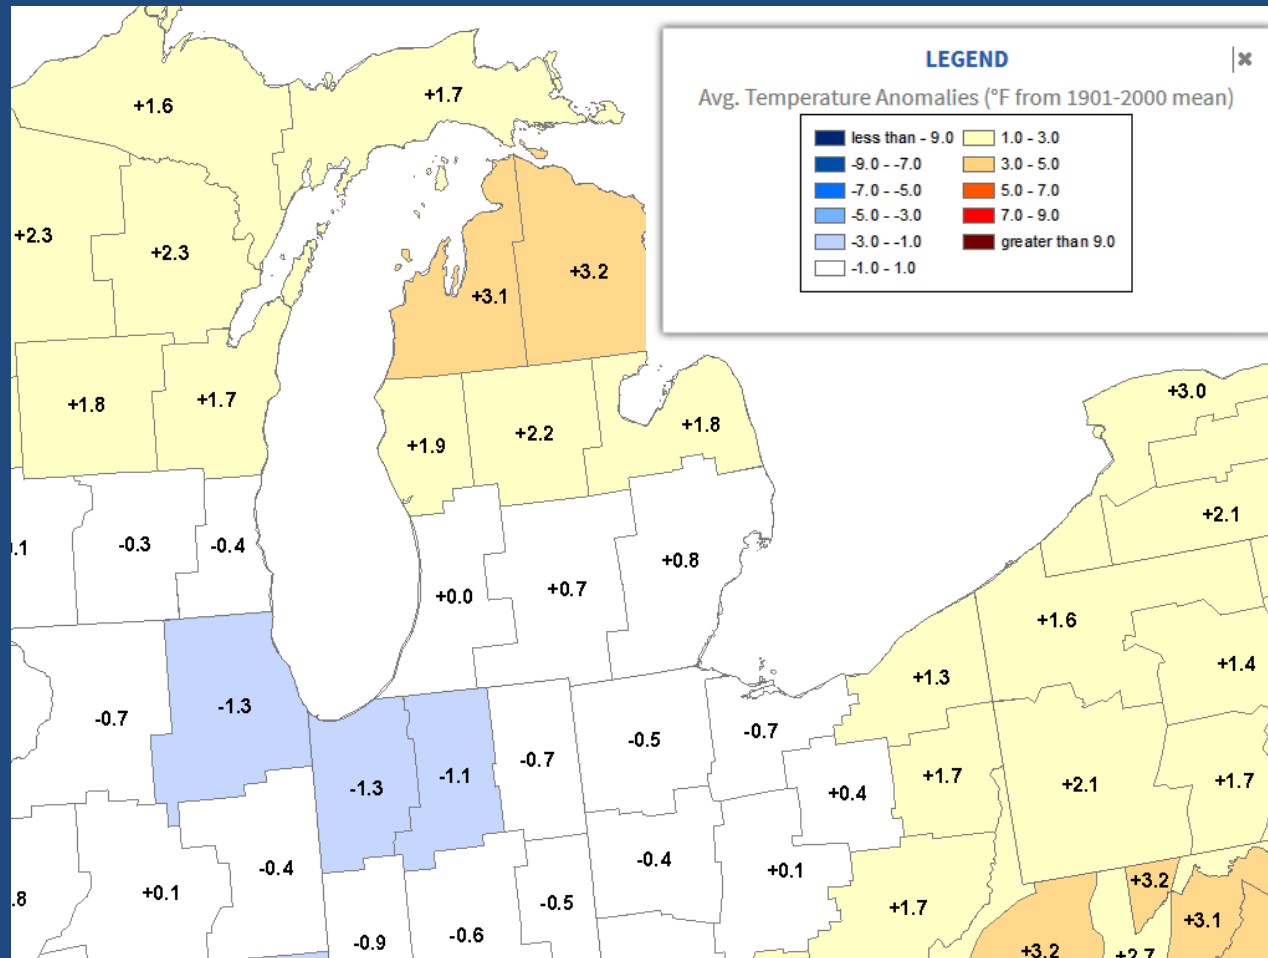 LEGEND
Avg. Temperature Anomalies (°F from 1901-2000 mean)
less than - 9.0 1.0 - 3.0
-9.0 - -7.0 3.0 - 5.0
-7.0 - -5.0 5.0 - 7.0
-5.0 - -3.0 7.0 - 9.0
-3.0 - -1.0 greater than 9.0
-1.0 - 1.0
+1.6 +1.7
+2.3 +2.3 +3.1 +3.2
+1.8 +1.7 +1.9 +2.2 +1.8 +3.0
.1 -0.3 -0.4 +0.0 +0.7 +0.8 +2.1
+1.6
-0.7 -1.3 +1.3 +1.4
-1.3 -1.1 -0.7 -0.5 -0.7 +0.4 +1.7 +2.1 +1.7
.8 +0.1 -0.4 -0.5 -0.4 +0.1 +1.7 +3.2 +3.1
-0.9 -0.6 +3.2 +2.7